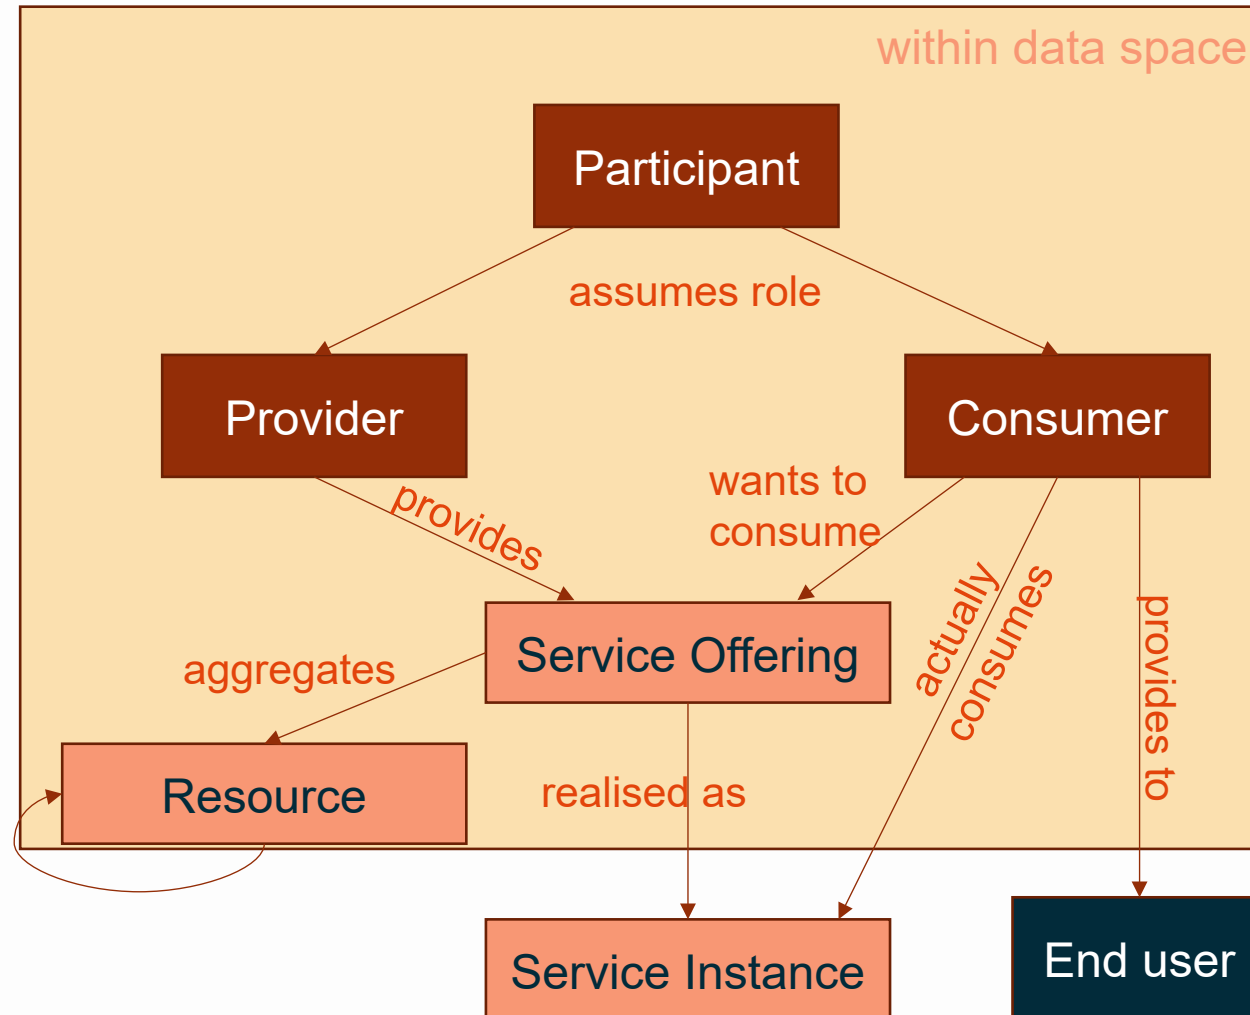 within data space
Participant
assumes role
Provider
Consumer
provides
wants to
consume
actually
consumes
provides to
Service Offering
aggregates
Resource
realised as
Service Instance
End user